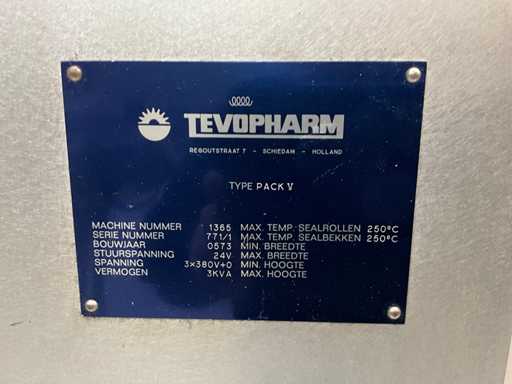 TEVOPHARM
REGOUTSTRAAT 7 - SCHIEDAM - HOLLAND
TYPE PACK V
MACHINE NUMMER 1365 MAX. TEMP. SEALROLLEN 250°C
SERIE NUMMER 771/1 MAX. TEMP. SEALBEKKEN 250°C
BOUWJAAR 0573 MIN. BREEDTE
STUURSPANNING 24V MAX. BREEDTE
SPANNING 3×380V+0 MIN. HOOGTE
VERMOGEN 3KVA MAX. HOOGTE